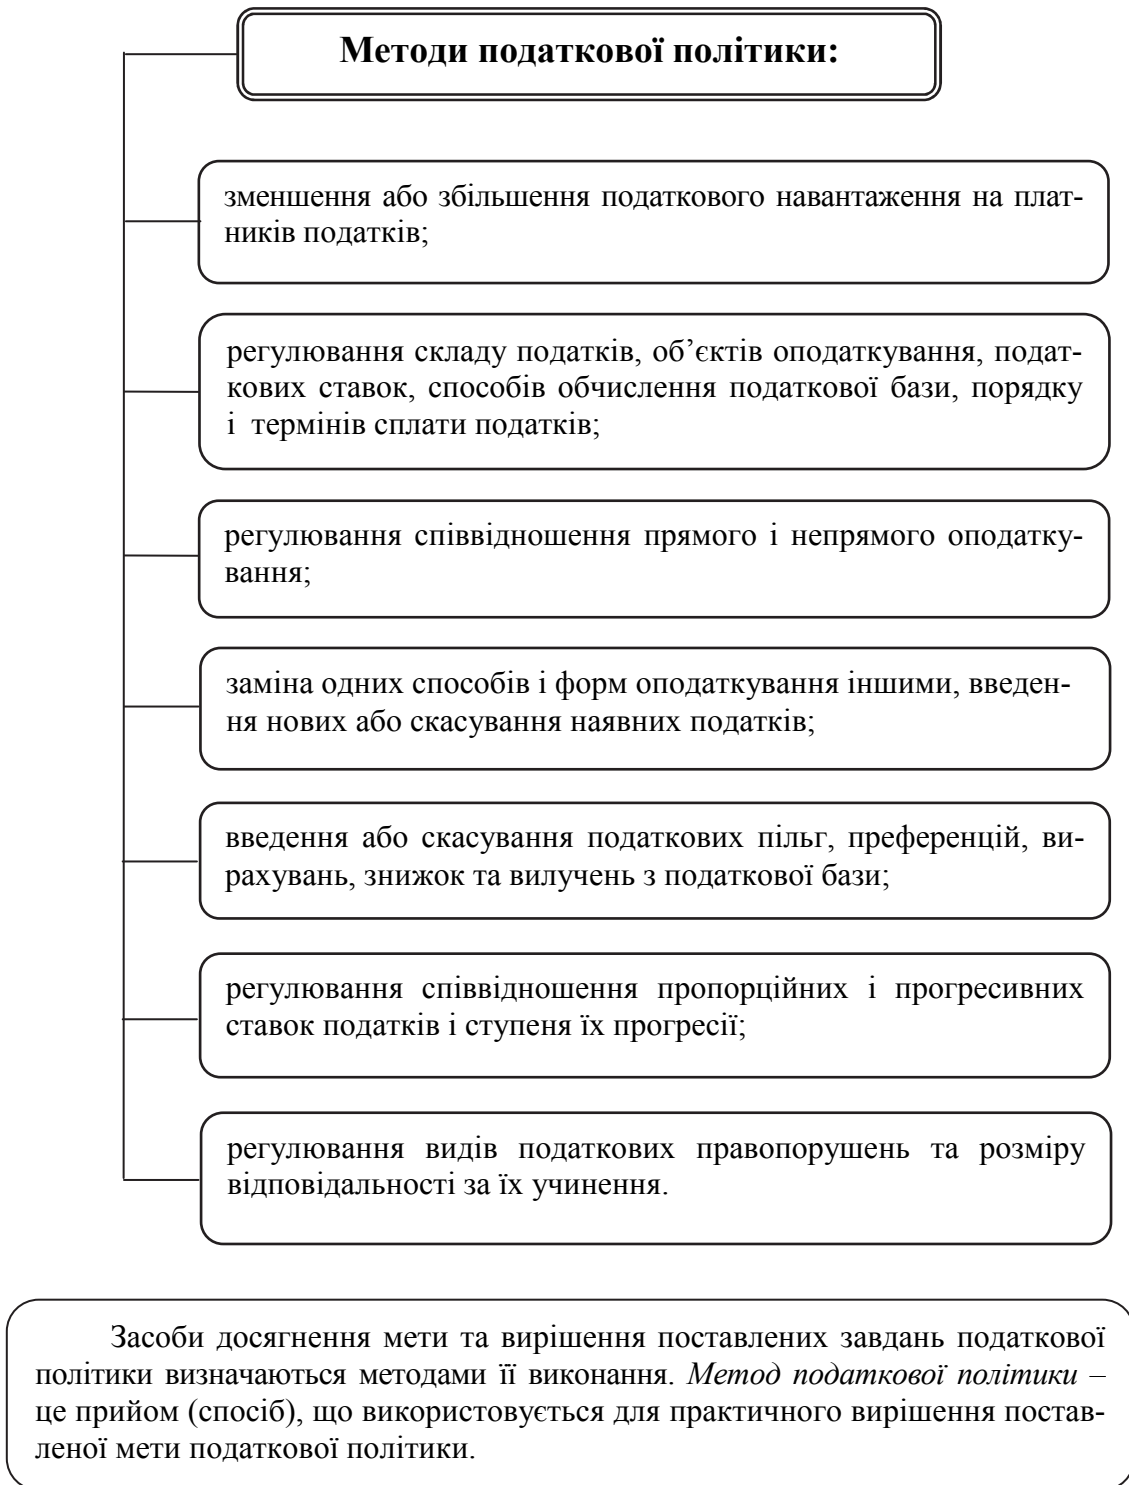 Методи податкової політики:
зменшення або збільшення податкового навантаження на плат-
ників податків;
регулювання складу податків, об’єктів оподаткування, подат-
кових ставок, способів обчислення податкової бази, порядку
і термінів сплати податків;
регулювання співвідношення прямого і непрямого оподатку-
вання;
заміна одних способів і форм оподаткування іншими, введен-
ня нових або скасування наявних податків;
введення або скасування податкових пільг, преференцій, ви-
рахувань, знижок та вилучень з податкової бази;
регулювання співвідношення пропорційних і прогресивних
ставок податків і ступеня їх прогресії;
регулювання видів податкових правопорушень та розміру
відповідальності за їх учинення.
Засоби досягнення мети та вирішення поставлених завдань податкової
політики визначаються методами її виконання. Метод податкової політики –
це прийом (спосіб), що використовується для практичного вирішення постав-
леної мети податкової політики.